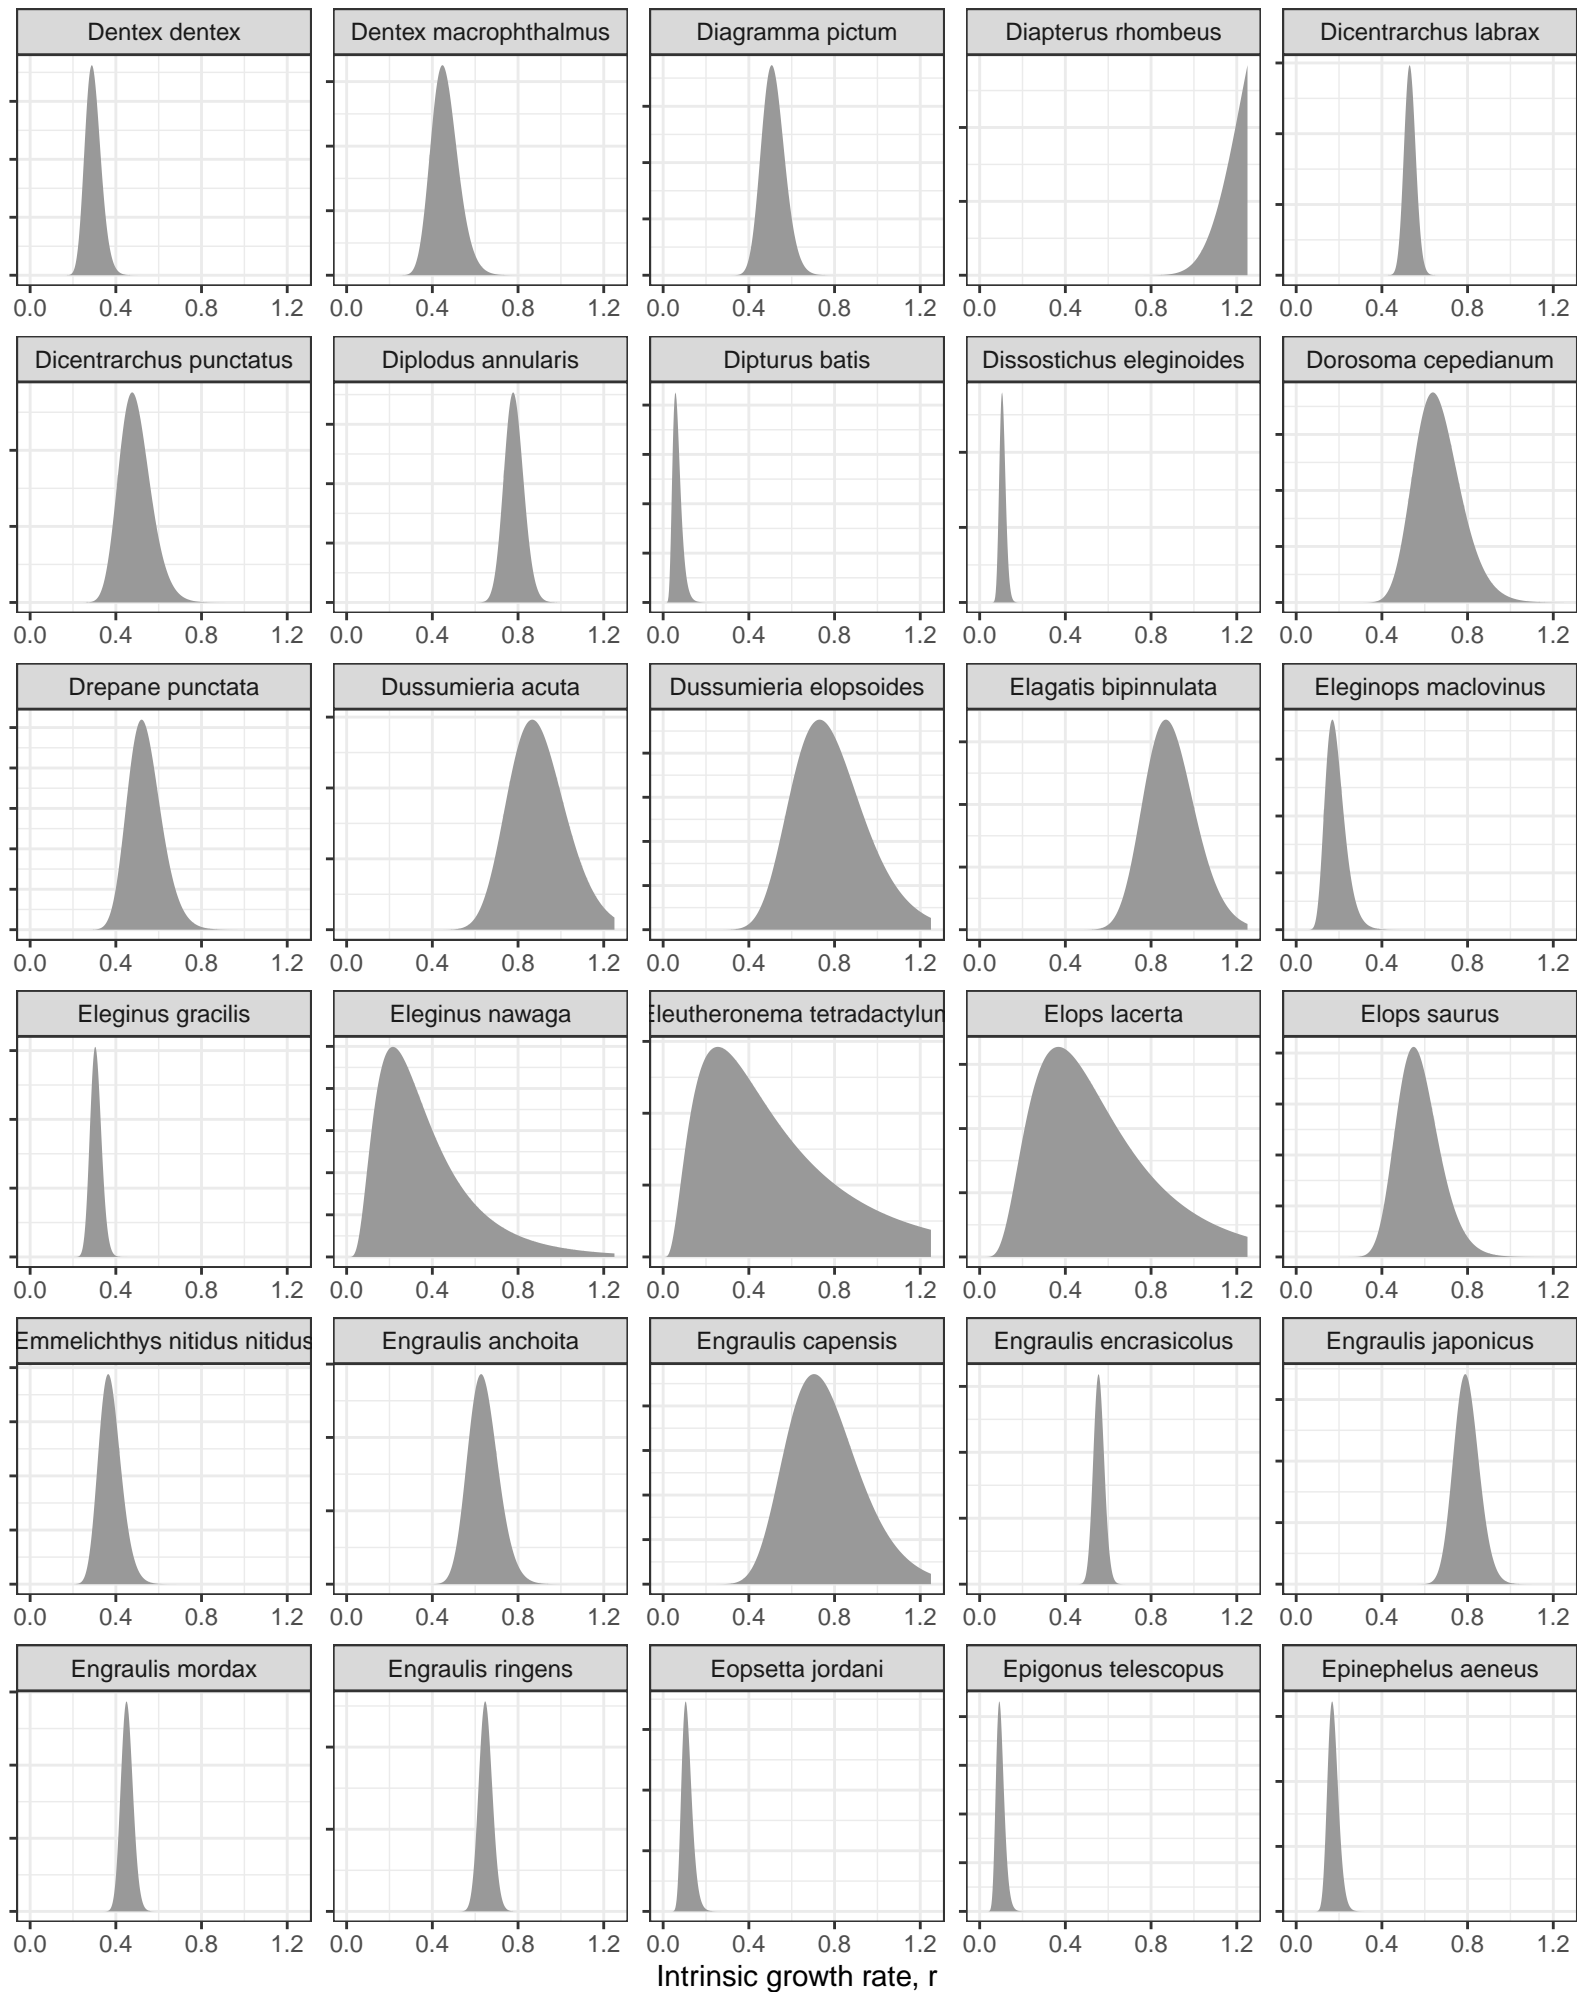 Dentex dentex Dentex macrophthalmus Diagramma pictum Diapterus rhombeus Dicentrarchus labrax
0.0 0.4 0.8 1.2 0.0 0.4 0.8 1.2 0.0 0.4 0.8 1.2 0.0 0.4 0.8 1.2 0.0 0.4 0.8 1.2
Dicentrarchus punctatus Diplodus annularis Dipturus batis Dissostichus eleginoides Dorosoma cepedianum
0.0 0.4 0.8 1.2 0.0 0.4 0.8 1.2 0.0 0.4 0.8 1.2 0.0 0.4 0.8 1.2 0.0 0.4 0.8 1.2
Drepane punctata Dussumieria acuta Dussumieria elopsoides Elagatis bipinnulata Eleginops maclovinus
0.0 0.4 0.8 1.2 0.0 0.4 0.8 1.2 0.0 0.4 0.8 1.2 0.0 0.4 0.8 1.2 0.0 0.4 0.8 1.2
Eleginus gracilis Eleginus nawaga Eleutheronema tetradactylum Elops lacerta Elops saurus
0.0 0.4 0.8 1.2 0.0 0.4 0.8 1.2 0.0 0.4 0.8 1.2 0.0 0.4 0.8 1.2 0.0 0.4 0.8 1.2
Emmelichthys nitidus nitidus Engraulis anchoita Engraulis capensis Engraulis encrasicolus Engraulis japonicus
0.0 0.4 0.8 1.2 0.0 0.4 0.8 1.2 0.0 0.4 0.8 1.2 0.0 0.4 0.8 1.2 0.0 0.4 0.8 1.2
Engraulis mordax Engraulis ringens Eopsetta jordani Epigonus telescopus Epinephelus aeneus
0.0 0.4 0.8 1.2 0.0 0.4 0.8 1.2 0.0 0.4 0.8 1.2 0.0 0.4 0.8 1.2 0.0 0.4 0.8 1.2
Intrinsic growth rate, r